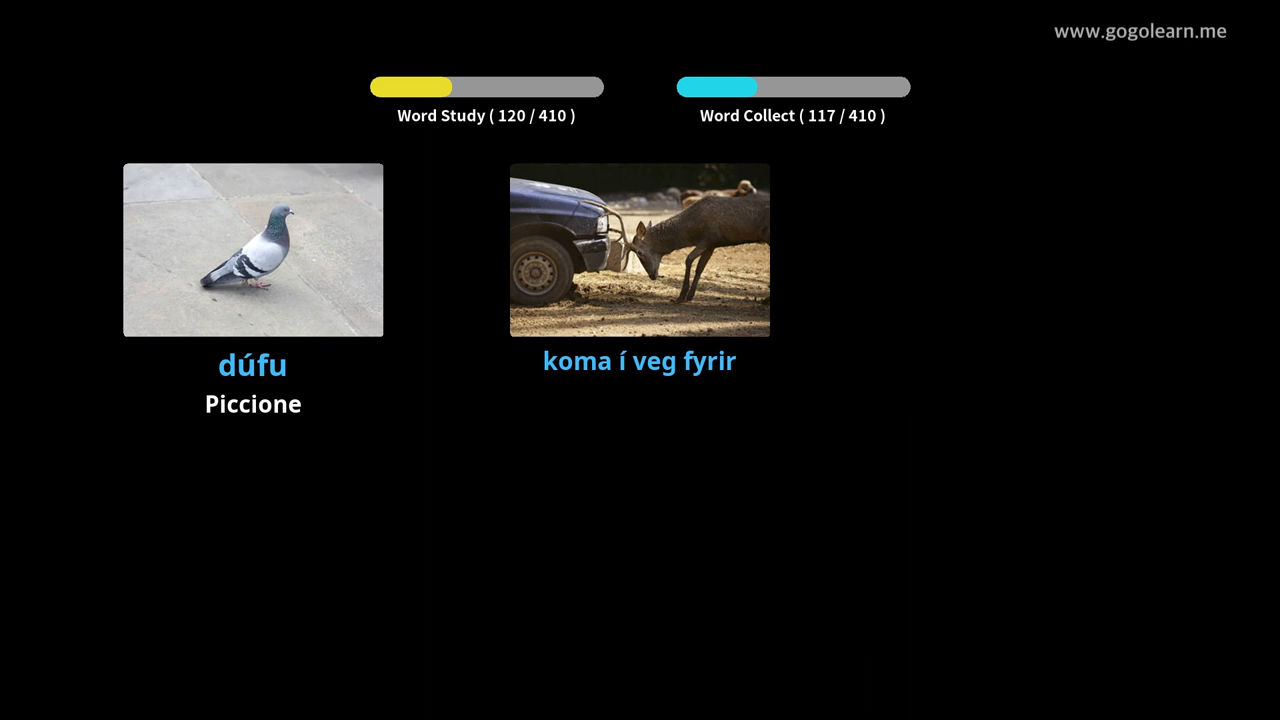 www.gogolearn.me
Word Study ( 120 / 410 )
Word Collect ( 117 / 410 )
dúfu
Piccione
koma í veg fyrir